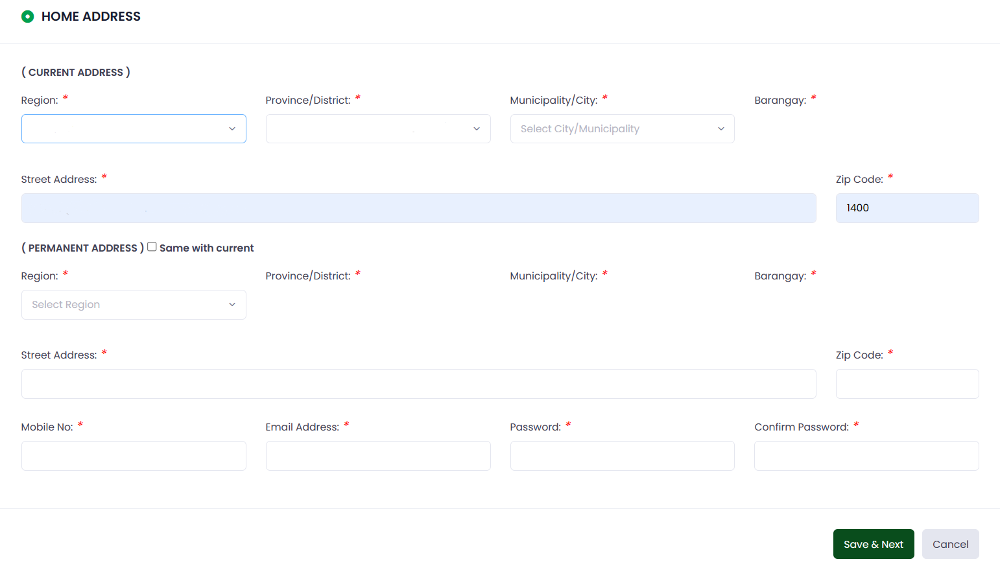 HOME ADDRESS
( CURRENT ADDRESS )
Region: * Province/District: * Municipality/City: * Barangay: *
Select City/Municipality
Street Address: * Zip Code: *
1400
( PERMANENT ADDRESS ) Same with current
Region: * Province/District: * Municipality/City: * Barangay: *
Select Region
Street Address: * Zip Code: *
Mobile No: * Email Address: * Password: * Confirm Password: *
Save & Next Cancel